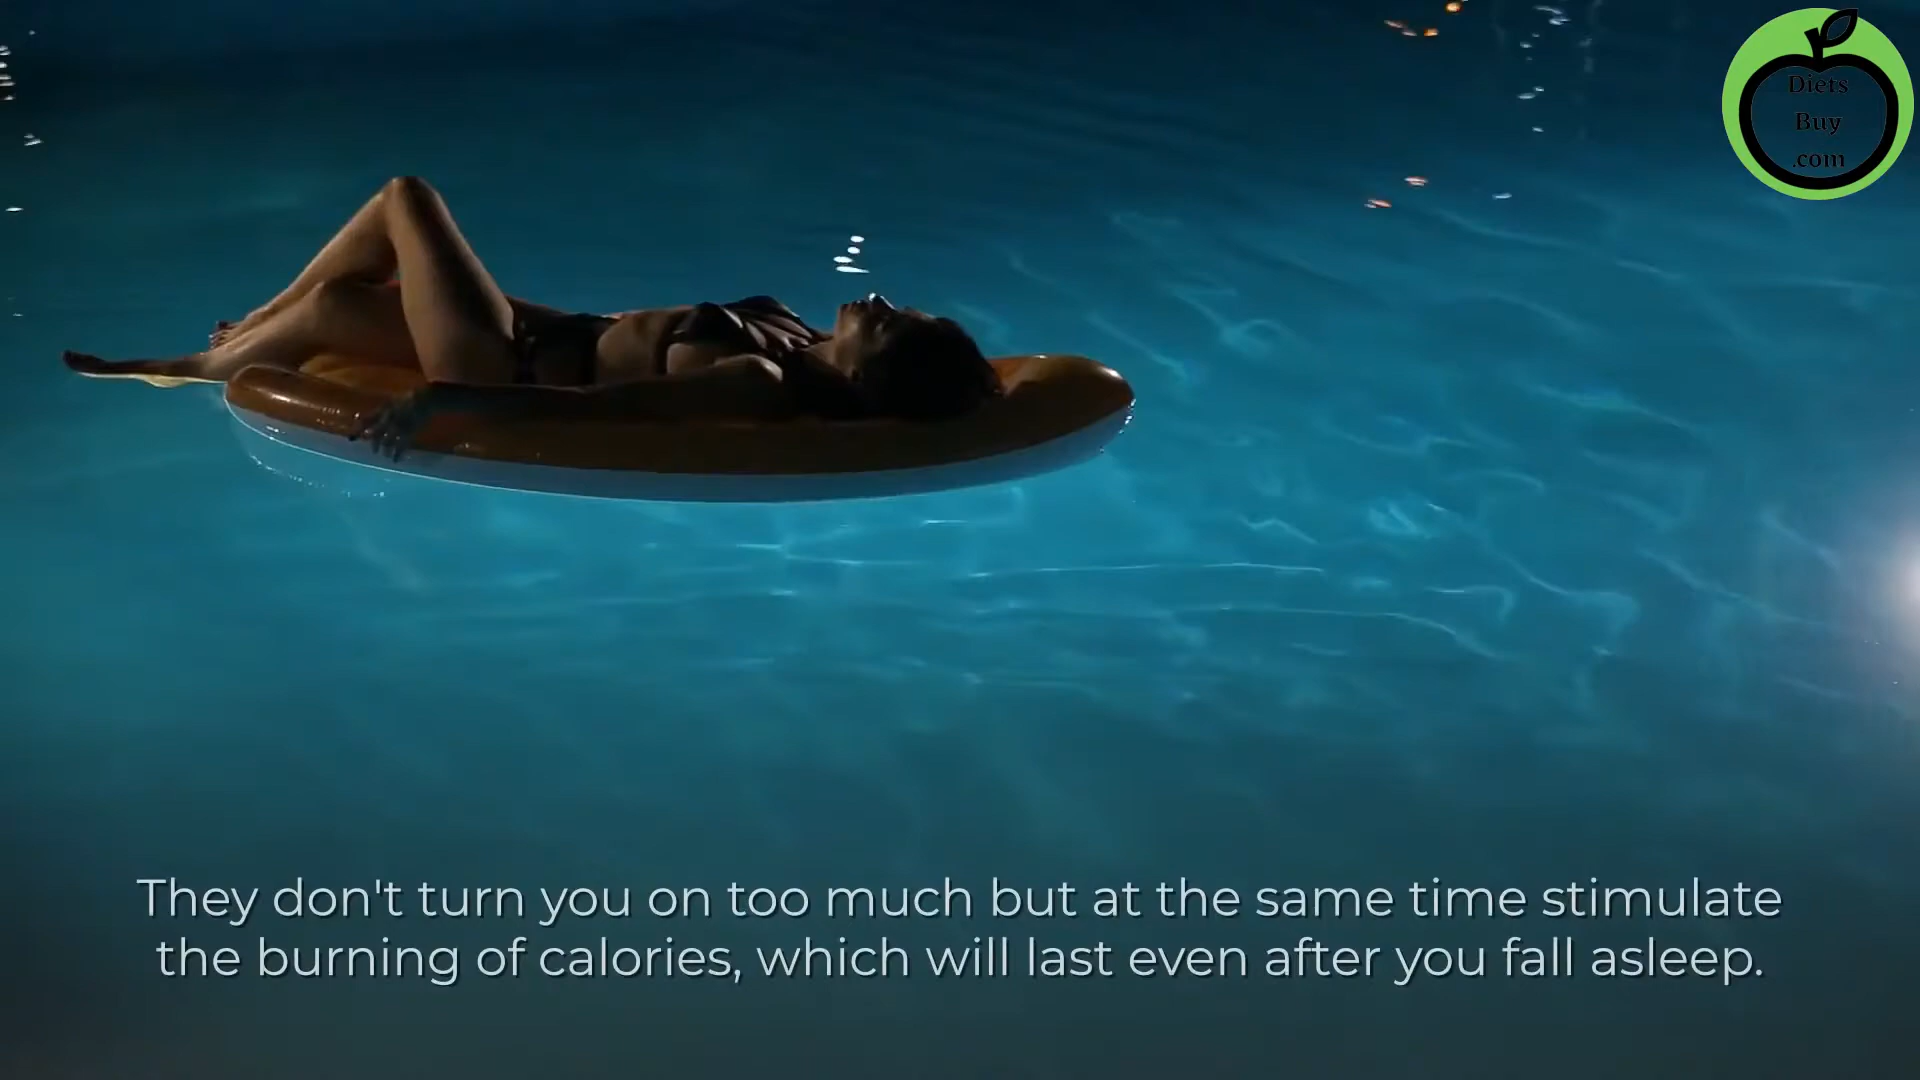 Diets
Buy
.com
They don't turn you on too much but at the same time stimulate
the burning of calories, which will last even after you fall asleep.